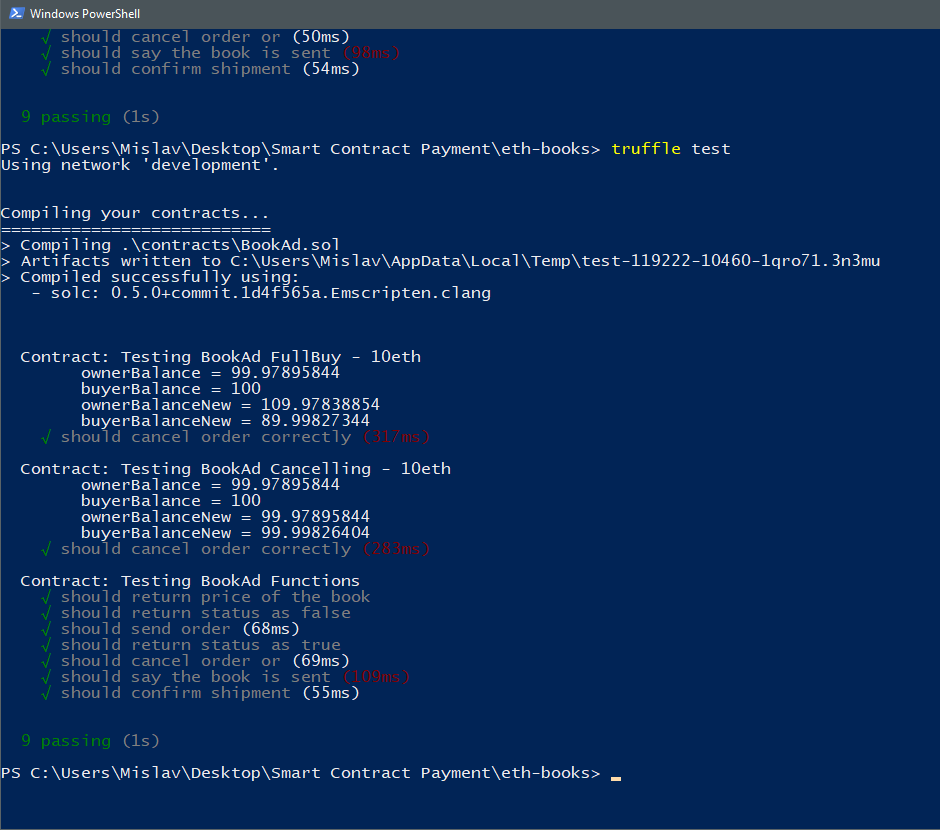 Windows PowerShell
√ should cancel order or (50ms)
√ should say the book is sent (98ms)
√ should confirm shipment (54ms)
9 passing (1s)
PS C:\Users\Mislav\Desktop\Smart Contract Payment\eth-books> truffle test
Using network 'development'.
Compiling your contracts...
===========================
> Compiling .\contracts\BookAd.sol
> Artifacts written to C:\Users\Mislav\AppData\Local\Temp\test-119222-10460-1qro71.3n3mu
> Compiled successfully using:
- solc: 0.5.0+commit.1d4f565a.Emscripten.clang
Contract: Testing BookAd FullBuy - 10eth
ownerBalance = 99.97895844
buyerBalance = 100
ownerBalanceNew = 109.97838854
buyerBalanceNew = 89.99827344
√ should cancel order correctly (317ms)
Contract: Testing BookAd Cancelling - 10eth
ownerBalance = 99.97895844
buyerBalance = 100
ownerBalanceNew = 99.97895844
buyerBalanceNew = 99.99826404
√ should cancel order correctly (283ms)
Contract: Testing BookAd Functions
√ should return price of the book
√ should return status as false
√ should send order (68ms)
√ should return status as true
√ should cancel order or (69ms)
√ should say the book is sent (109ms)
√ should confirm shipment (55ms)
9 passing (1s)
PS C:\Users\Mislav\Desktop\Smart Contract Payment\eth-books>